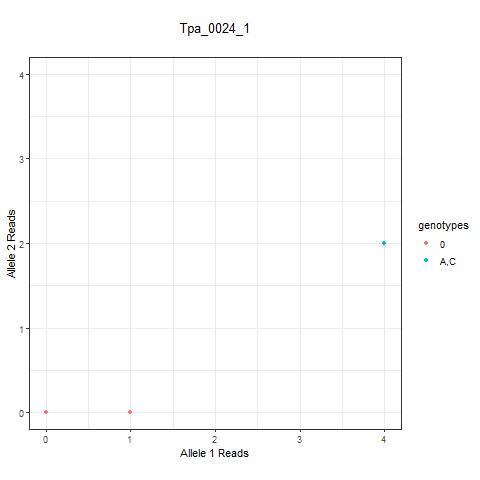 Tpa_0024_1
4
3
2
1
0
Allele 2 Reads
0 1 2 3 4
Allele 1 Reads
genotypes
0
A,C